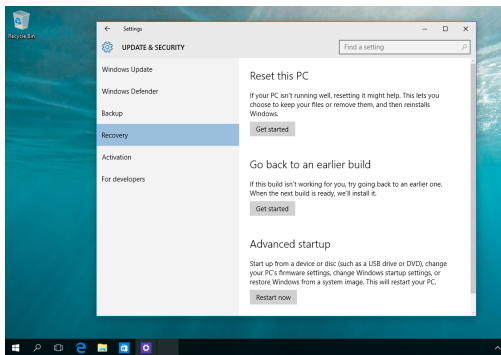 Recycle Bin
Settings
UPDATE & SECURITY
Find a setting
Windows Update
Windows Defender
Backup
Recovery
Activation
For developers
Reset this PC
If your PC isn't running well, resetting it might help. This lets you
choose to keep your files or remove them, and then reinstalls
Windows.
Get started
Go back to an earlier build
If this build isn't working for you, try going back to an earlier one.
When the next build is ready, we'll install it.
Get started
Advanced startup
Start up from a device or disc (such as a USB drive or DVD), change
your PC's firmware settings, change Windows startup settings, or
restore Windows from a system image. This will restart your PC.
Restart now